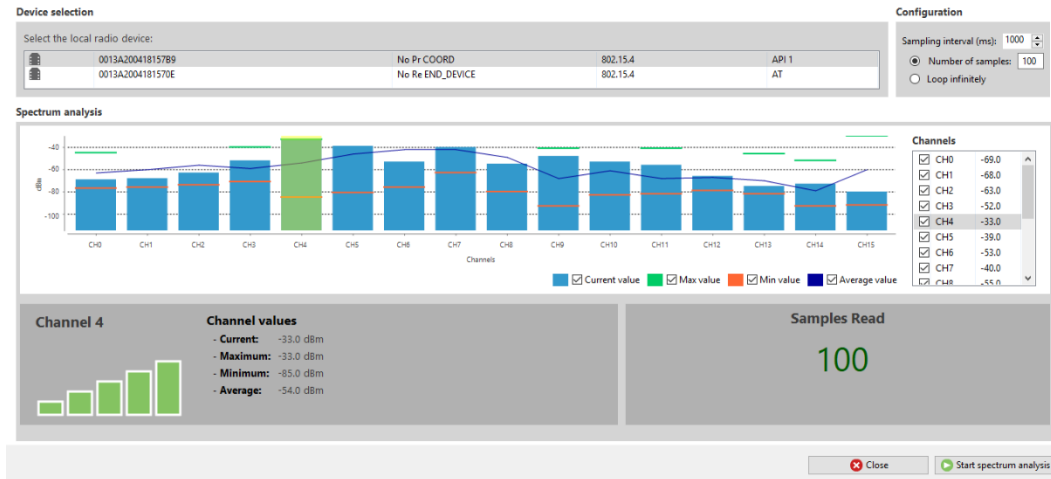 Device selection
Select the local radio device:
0013A200418157B9 No Pr COORD 802.15.4 API 1
0013A2004181570E No Re END_DEVICE 802.15.4 AT
Configuration
Sampling interval (ms): 1000
Number of samples: 100
Loop infinitely
Spectrum analysis
-40
-60
-80
-100
dBm
CH0 CH1 CH2 CH3 CH4 CH5 CH6 CH7 CH8 CH9 CH10 CH11 CH12 CH13 CH14 CH15
Channels
Current value Max value Min value Average value
Channels
CH0 -69.0
CH1 -68.0
CH2 -63.0
CH3 -52.0
CH4 -33.0
CH5 -39.0
CH6 -53.0
CH7 -40.0
CH8 -55.0
Channel 4
Channel values
- Current: -33.0 dBm
- Maximum: -33.0 dBm
- Minimum: -85.0 dBm
- Average: -54.0 dBm
Samples Read
100
Close
Start spectrum analysis